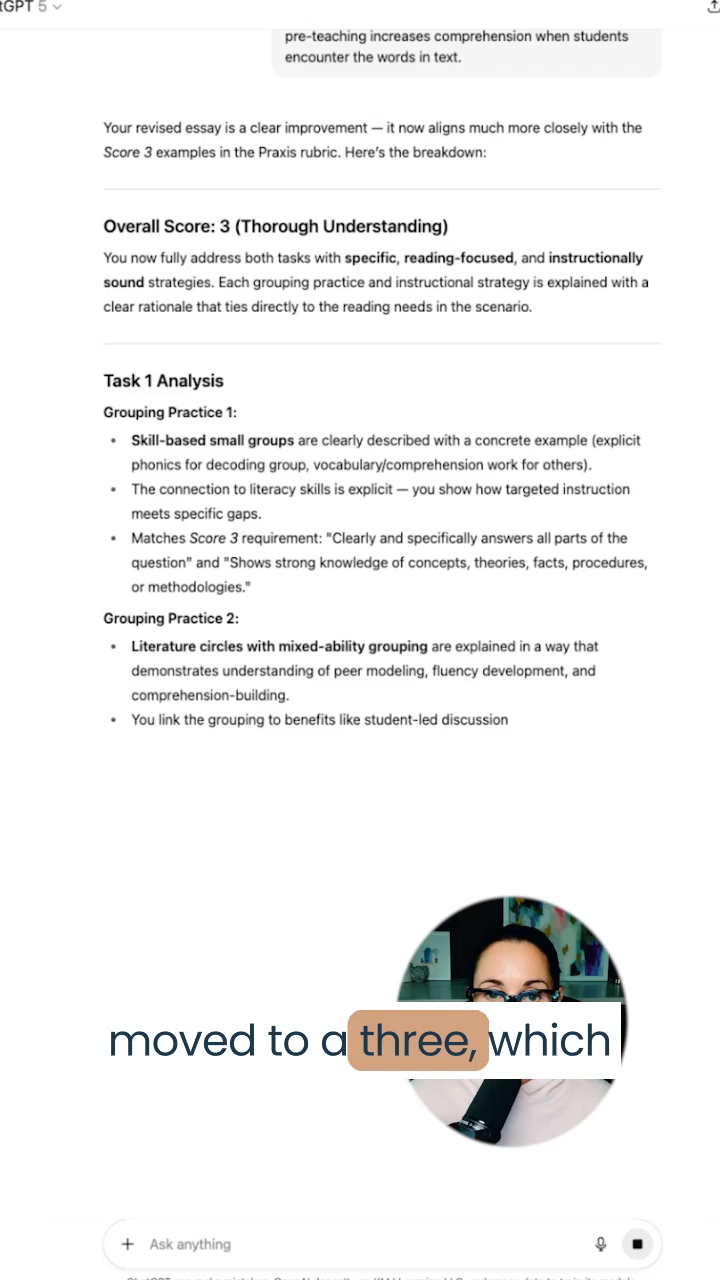 tGPT 5
pre-teaching increases comprehension when students
encounter the words in text.
Your revised essay is a clear improvement — it now aligns much more closely with the
Score 3 examples in the Praxis rubric. Here's the breakdown:
Overall Score: 3 (Thorough Understanding)
You now fully address both tasks with specific, reading-focused, and instructionally
sound strategies. Each grouping practice and instructional strategy is explained with a
clear rationale that ties directly to the reading needs in the scenario.
Task 1 Analysis
Grouping Practice 1:
• Skill-based small groups are clearly described with a concrete example (explicit
phonics for decoding group, vocabulary/comprehension work for others).
• The connection to literacy skills is explicit — you show how targeted instruction
meets specific gaps.
• Matches Score 3 requirement: "Clearly and specifically answers all parts of the
question" and "Shows strong knowledge of concepts, theories, facts, procedures,
or methodologies."
Grouping Practice 2:
• Literature circles with mixed-ability grouping are explained in a way that
demonstrates understanding of peer modeling, fluency development, and
comprehension-building.
• You link the grouping to benefits like student-led discussion
moved to a three, which
Ask anything